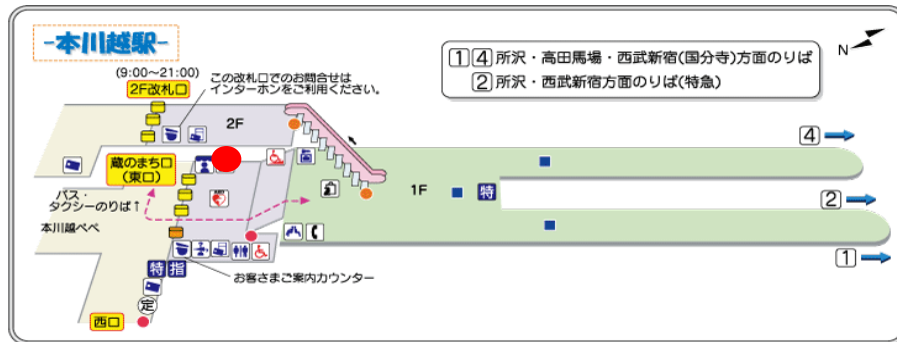 -本川越駅-
(9:00〜21:00)
2F改札口
この改札口でのお問合せは
インターホンをご利用ください。
1 4 所沢・高田馬場・西武新宿(国分寺)方面のりば
2 所沢・西武新宿方面のりば(特急)
N
2F
4
蔵のまち口
(東口)
1F
特
2
バス・
タクシーのりば↑
本川越ぺぺ
1
特 指
お客さまご案内カウンター
定
西口